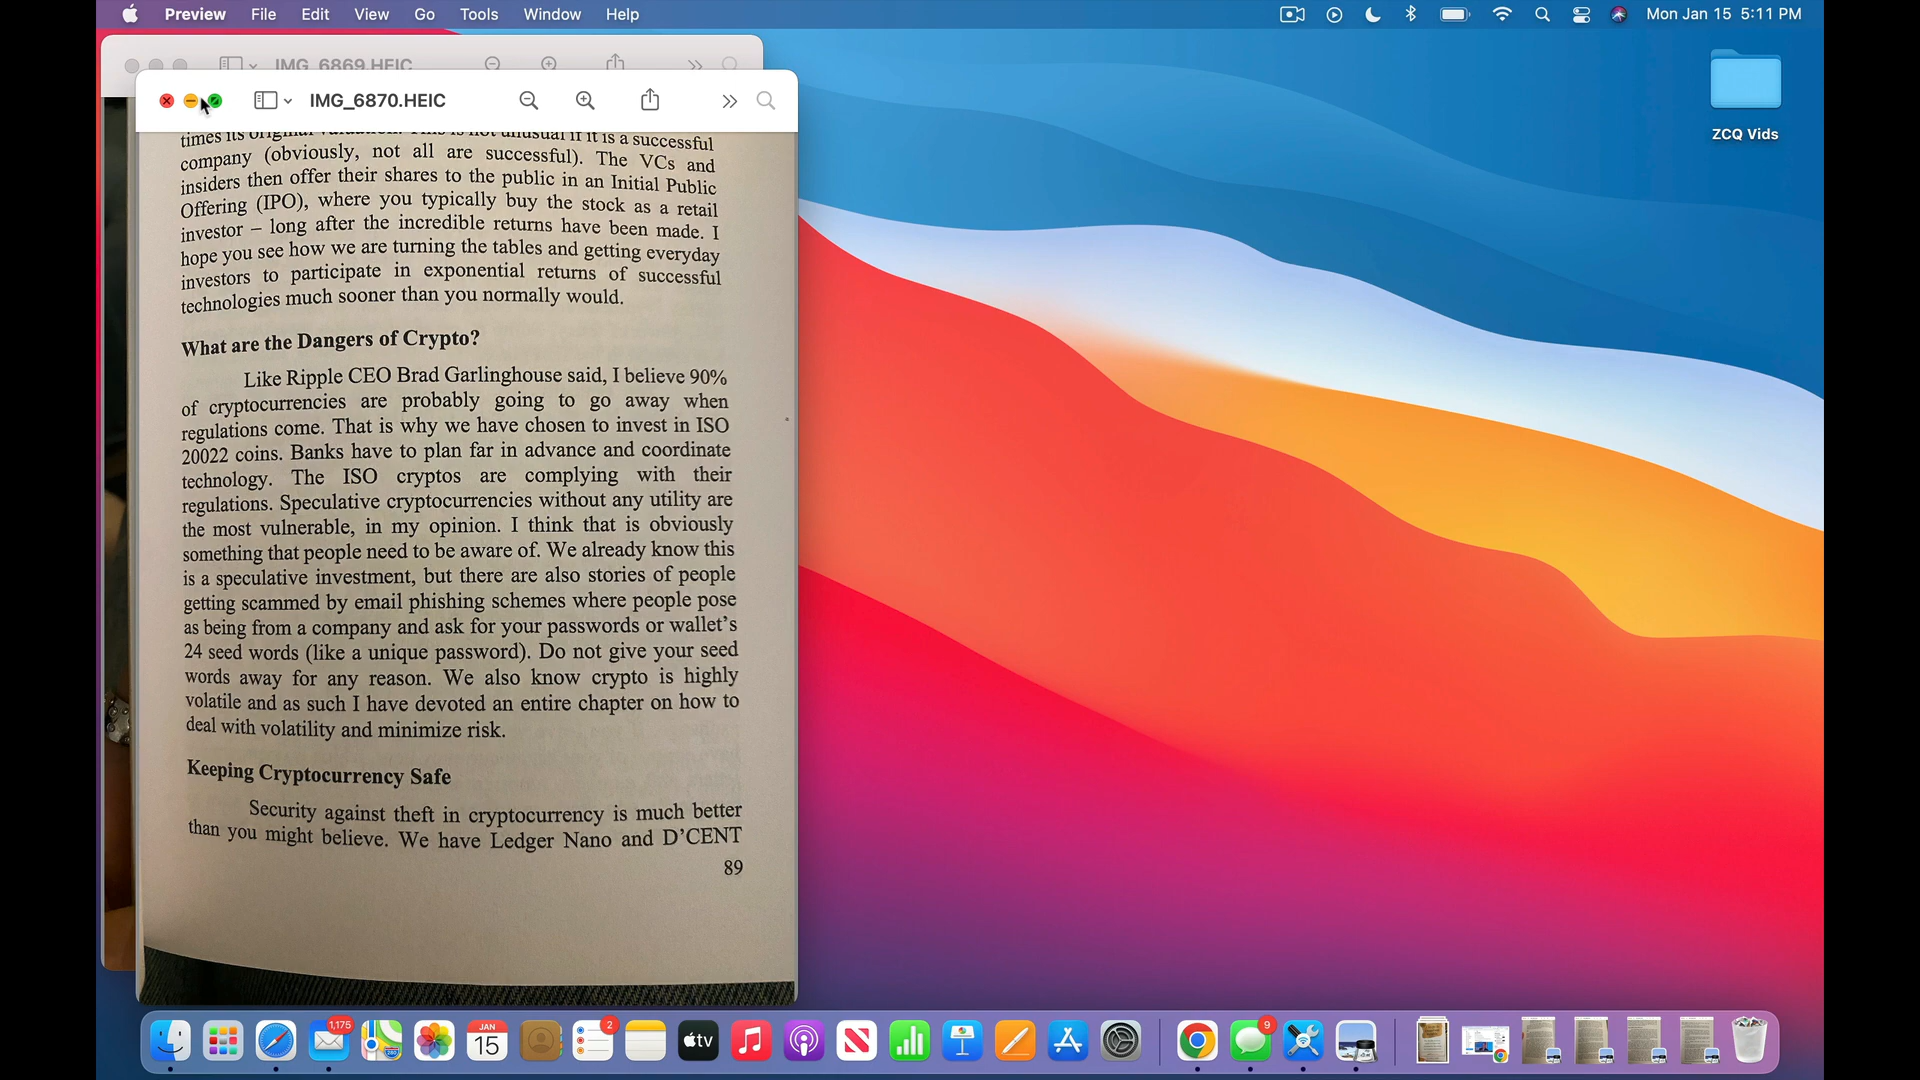 Preview File Edit View Go Tools Window Help
Mon Jan 15 5:11 PM
IMG_6869.HEIC
IMG_6870.HEIC
ZCQ Vids
times its original valuation. This is not unusual if it is a successful
company (obviously, not all are successful). The VCs and
insiders then offer their shares to the public in an Initial Public
Offering (IPO), where you typically buy the stock as a retail
investor – long after the incredible returns have been made. I
hope you see how we are turning the tables and getting everyday
investors to participate in exponential returns of successful
technologies much sooner than you normally would.
What are the Dangers of Crypto?
Like Ripple CEO Brad Garlinghouse said, I believe 90%
of cryptocurrencies are probably going to go away when
regulations come. That is why we have chosen to invest in ISO
20022 coins. Banks have to plan far in advance and coordinate
technology. The ISO cryptos are complying with their
regulations. Speculative cryptocurrencies without any utility are
the most vulnerable, in my opinion. I think that is obviously
something that people need to be aware of. We already know this
is a speculative investment, but there are also stories of people
getting scammed by email phishing schemes where people pose
as being from a company and ask for your passwords or wallet's
24 seed words (like a unique password). Do not give your seed
words away for any reason. We also know crypto is highly
volatile and as such I have devoted an entire chapter on how to
deal with volatility and minimize risk.
Keeping Cryptocurrency Safe
Security against theft in cryptocurrency is much better
than you might believe. We have Ledger Nano and D'CENT
89
1,175
JAN
15
2
tv
9